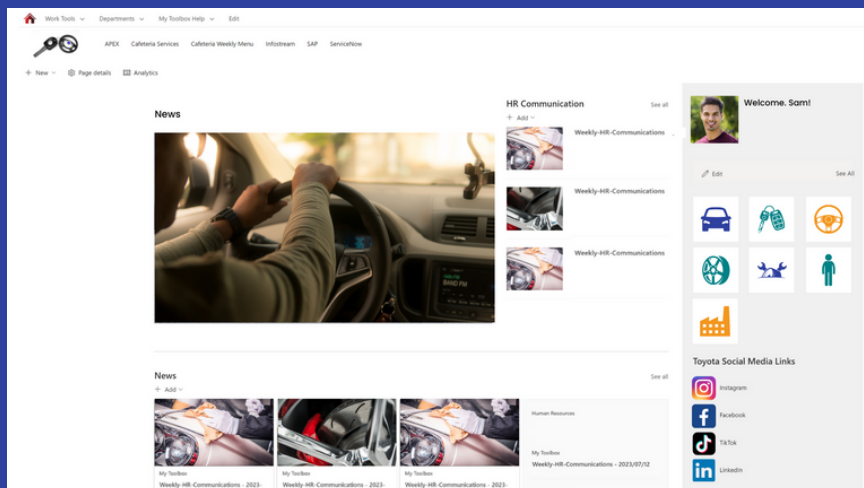 Work Tools
Departments
My Toolbox Help
Edit
APEX
Cafeteria Services
Cafeteria Weekly Menu
Infostream
SAP
ServiceNow
+ New
Page details
Analytics
News
BAND FM
HR Communication
See all
+ Add
Weekly-HR-Communications
Weekly-HR-Communications
Weekly-HR-Communications
Welcome. Sam!
Edit
See All
Toyota Social Media Links
Instagram
Facebook
TikTok
LinkedIn
News
See all
+ Add
My Toolbox
Weekly-HR-Communications - 2023-
My Toolbox
Weekly-HR-Communications - 2023-
My Toolbox
Weekly-HR-Communications - 2023-
Human Resources
My Toolbox
Weekly-HR-Communications - 2023/07/12